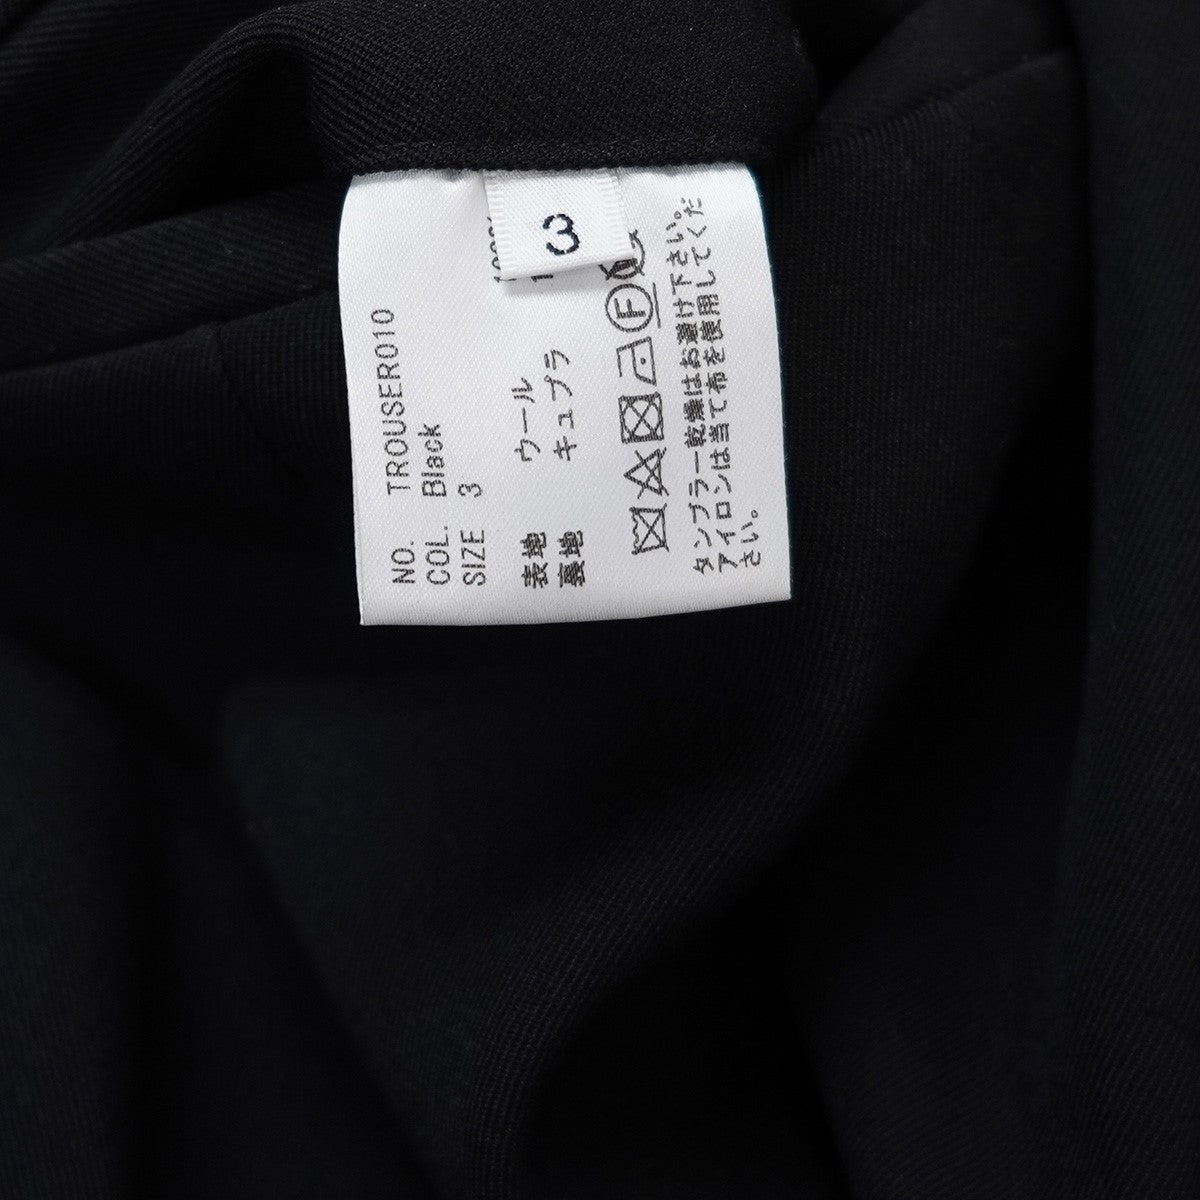 3
NO. TROUSER010
COL. Black
SIZE 3
表地 ウール
裏地 キュプラ
F
タンブラー乾燥はお避け下さい。
アイロンは当て布を使用してくだ
さい。